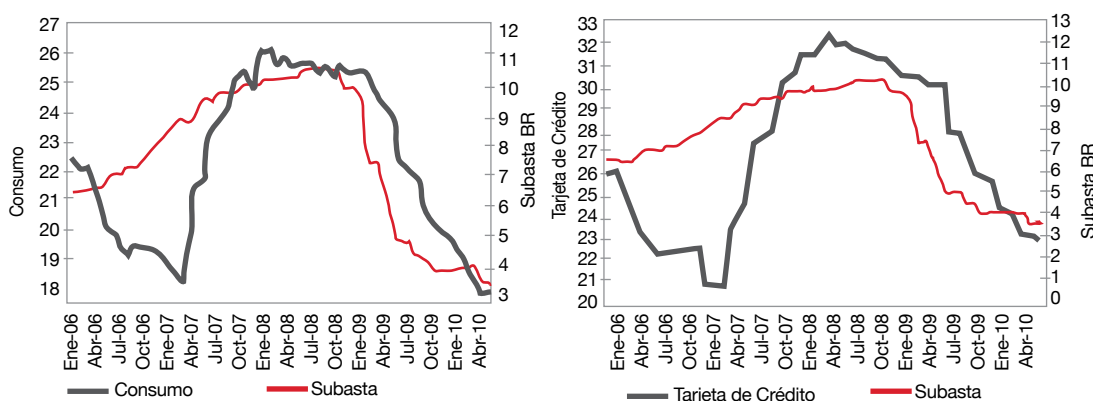 27
26
25
24
23
22
21
20
19
18
Consumo
12
11
10
9
8
7
6
5
4
3
Subasta BR
Ene-06
Abr-06
Jul-06
Oct-06
Ene-07
Abr-07
Jul-07
Oct-07
Ene-08
Abr-08
Jul-08
Oct-08
Ene-09
Abr-09
Jul-09
Oct-09
Ene-10
Abr-10
Consumo
Subasta
33
32
31
30
29
28
27
26
25
24
23
22
21
20
Tarjeta de Crédito
13
12
11
10
9
8
7
6
5
4
3
2
1
0
Subasta BR
Ene-06
Abr-06
Jul-06
Oct-06
Ene-07
Abr-07
Jul-07
Oct-07
Ene-08
Abr-08
Jul-08
Oct-08
Ene-09
Abr-09
Jul-09
Oct-09
Ene-10
Abr-10
Tarjeta de Crédito
Subasta